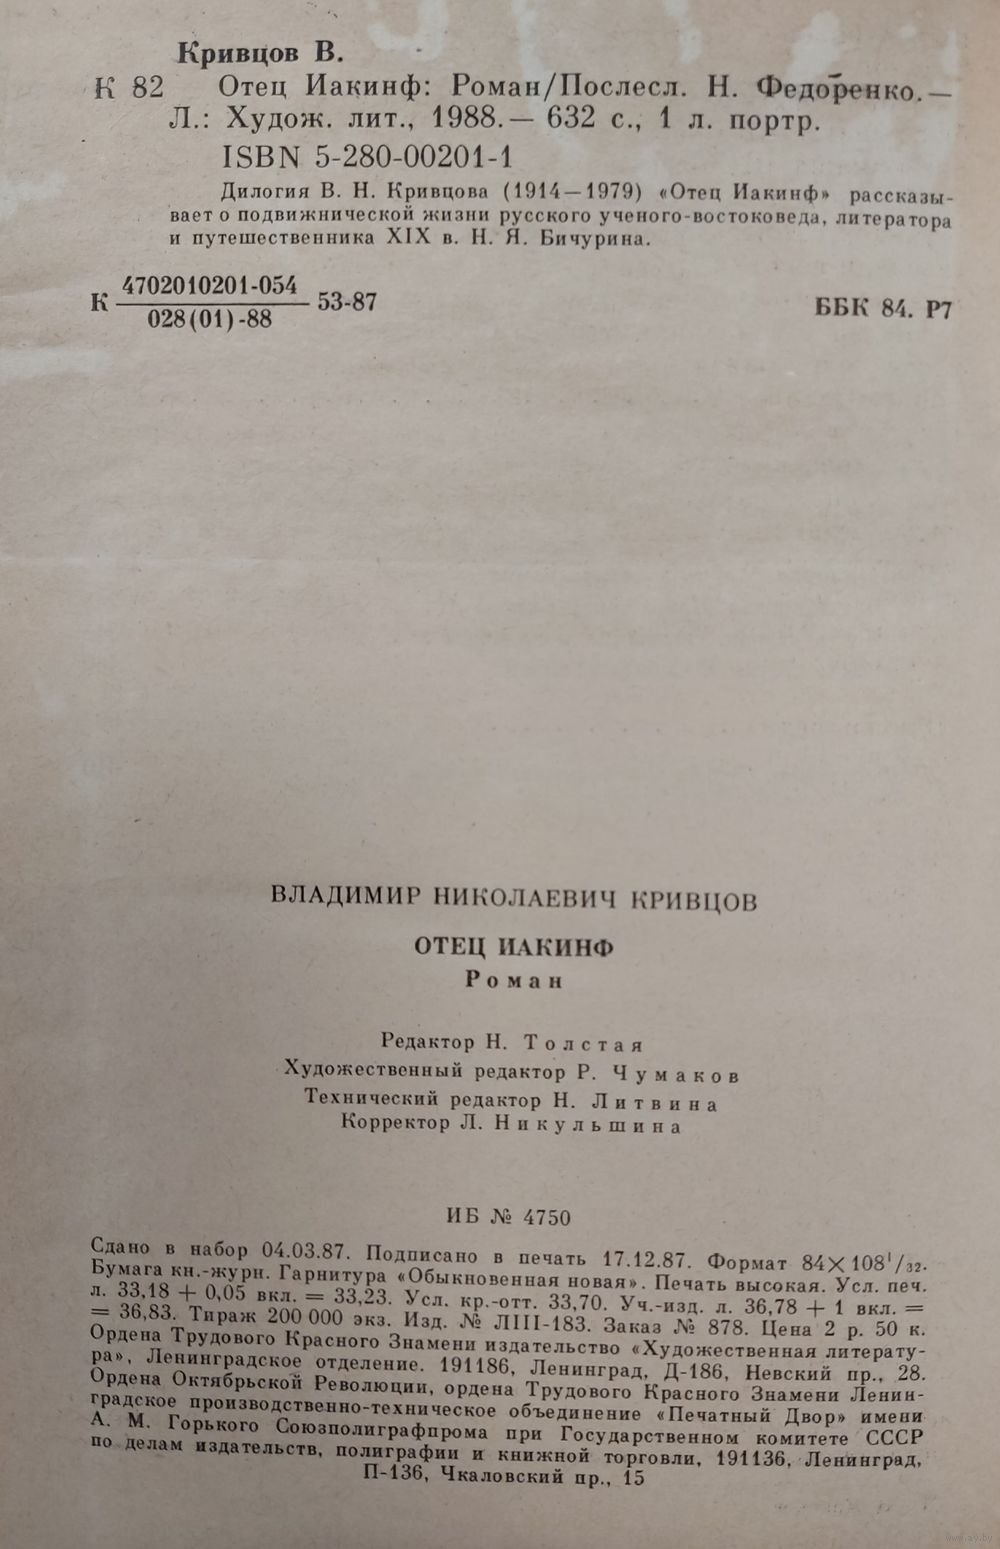 Кривцов В.
К 82 Отец Иакинф: Роман/Послесл. Н. Федоренко.—
Л.: Худож. лит., 1988.— 632 с., 1 л. портр.
ISBN 5-280-00201-1
Дилогия В. Н. Кривцова (1914—1979) «Отец Иакинф» рассказы-
вает о подвижнической жизни русского ученого-востоковеда, литератора
и путешественника XIX в. Н. Я. Бичурина.
К 4702010201-054 53-87 ББК 84. Р7
028(01)-88
ВЛАДИМИР НИКОЛАЕВИЧ КРИВЦОВ
ОТЕЦ ИАКИНФ
Роман
Редактор Н. Толстая
Художественный редактор Р. Чумаков
Технический редактор Н. Литвина
Корректор Л. Никульшина
ИБ № 4750
Сдано в набор 04.03.87. Подписано в печать 17.12.87. Формат 84×108¹/₃₂.
Бумага кн.-журн. Гарнитура «Обыкновенная новая». Печать высокая. Усл. печ.
л. 33,18 + 0,05 вкл. = 33,23. Усл. кр.-отт. 33,70. Уч.-изд. л. 36,78 + 1 вкл. =
= 36,83. Тираж 200 000 экз. Изд. № ЛIII-183. Заказ № 878. Цена 2 р. 50 к.
Ордена Трудового Красного Знамени издательство «Художественная литерату-
ра», Ленинградское отделение. 191186, Ленинград, Д-186, Невский пр., 28.
Ордена Октябрьской Революции, ордена Трудового Красного Знамени Ленин-
градское производственно-техническое объединение «Печатный Двор» имени
А. М. Горького Союзполиграфпрома при Государственном комитете СССР
по делам издательств, полиграфии и книжной торговли, 191136, Ленинград,
П-136, Чкаловский пр., 15
www.ay.by